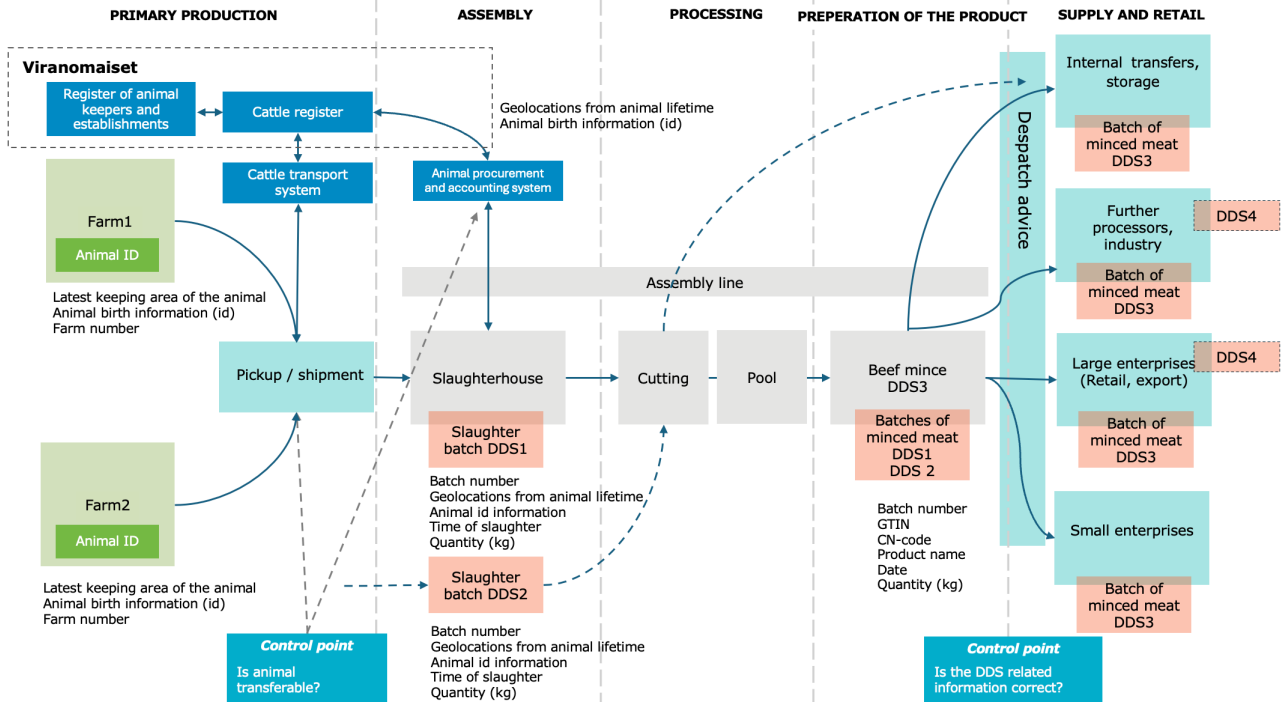 PRIMARY PRODUCTION
ASSEMBLY
PROCESSING
PREPERATION OF THE PRODUCT
SUPPLY AND RETAIL
Viranomaiset
Register of animal
keepers and
establishments
Cattle register
Geolocations from animal lifetime
Animal birth information (id)
Cattle transport
system
Animal procurement
and accounting system
Farm1
Animal ID
Latest keeping area of the animal
Animal birth information (id)
Farm number
Pickup / shipment
Farm2
Animal ID
Latest keeping area of the animal
Animal birth information (id)
Farm number
Control point
Is animal
transferable?
Assembly line
Slaughterhouse
Slaughter
batch DDS1
Batch number
Geolocations from animal lifetime
Animal id information
Time of slaughter
Quantity (kg)
Slaughter
batch DDS2
Batch number
Geolocations from animal lifetime
Animal id information
Time of slaughter
Quantity (kg)
Cutting
Pool
Beef mince
DDS3
Batches of
minced meat
DDS1
DDS 2
Batch number
GTIN
CN-code
Product name
Date
Quantity (kg)
Control point
Is the DDS related
information correct?
Despatch advice
Internal transfers,
storage
Batch of
minced meat
DDS3
Further
processors,
industry
DDS4
Batch of
minced meat
DDS3
Large enterprises
(Retail, export)
DDS4
Batch of
minced meat
DDS3
Small enterprises
Batch of
minced meat
DDS3